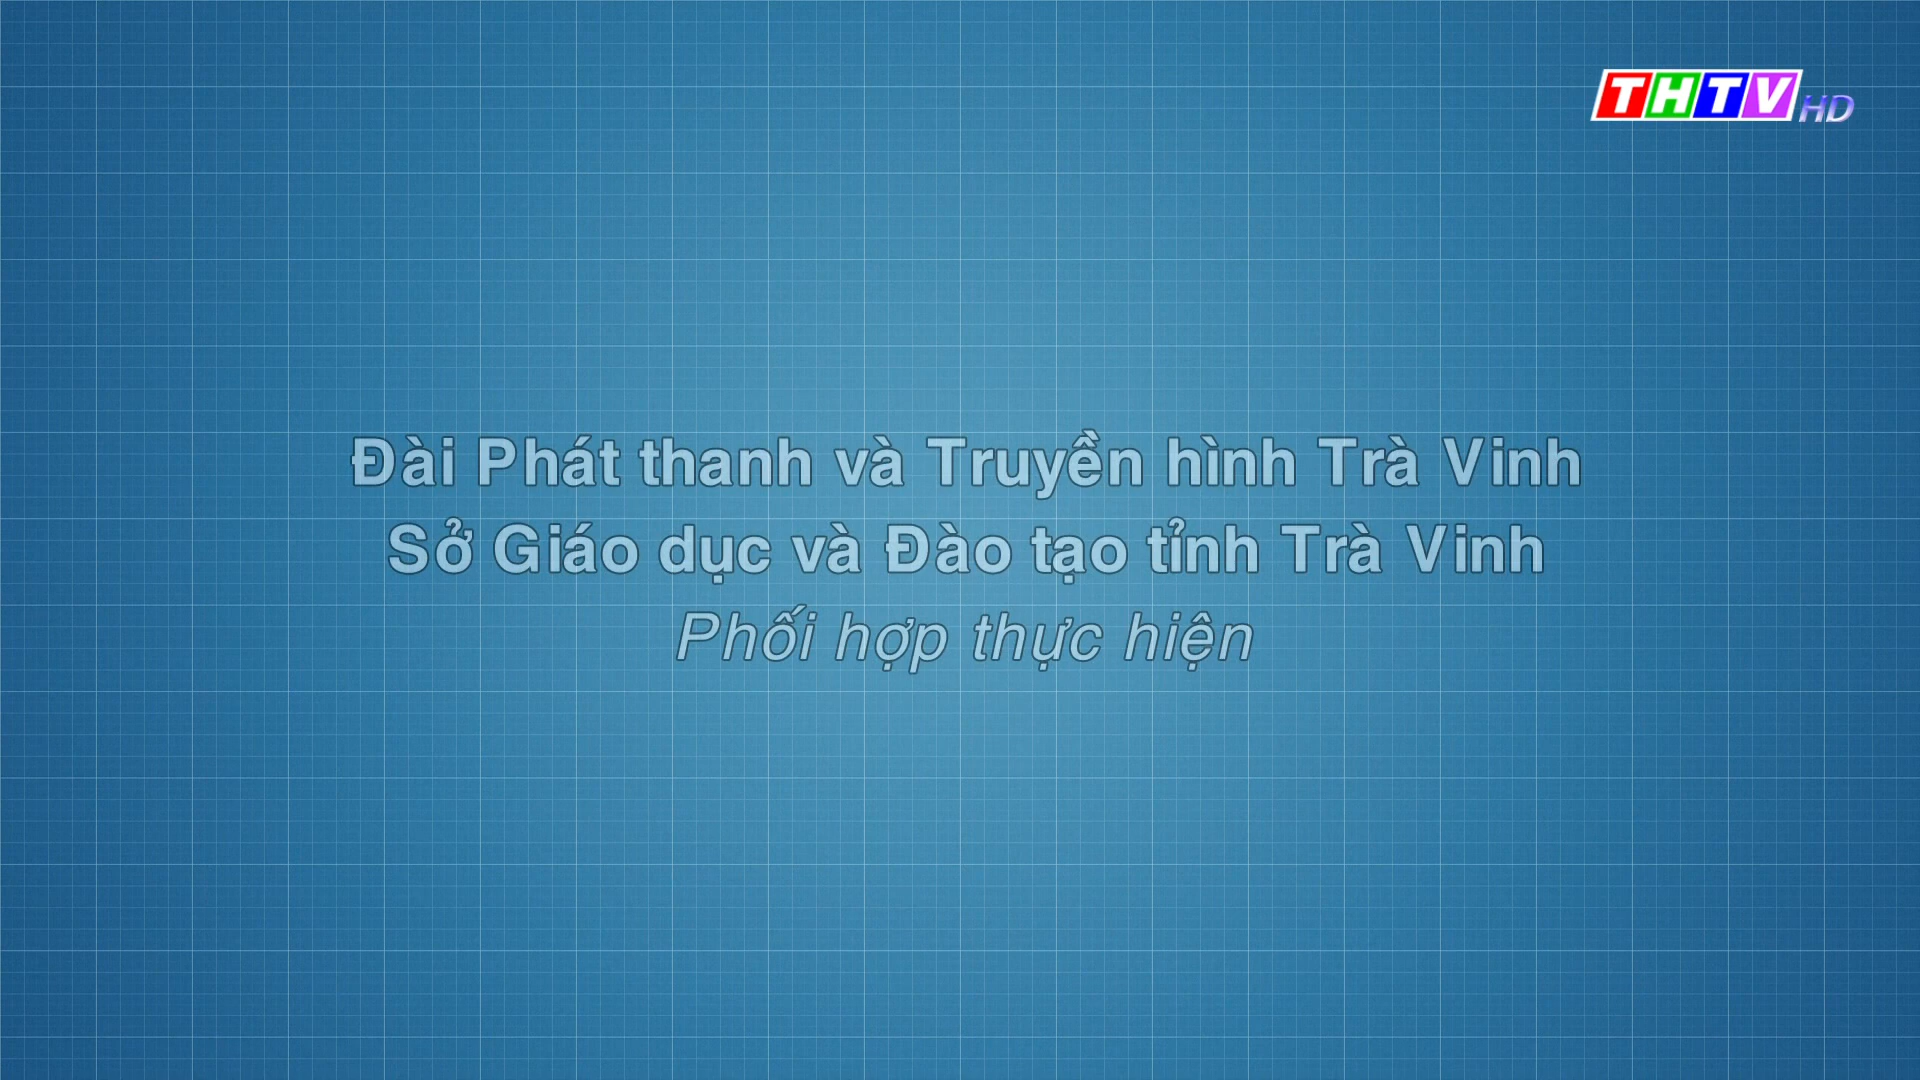 THTV HD
Đài Phát thanh và Truyền hình Trà Vinh
Sở Giáo dục và Đào tạo tỉnh Trà Vinh
Phối hợp thực hiện